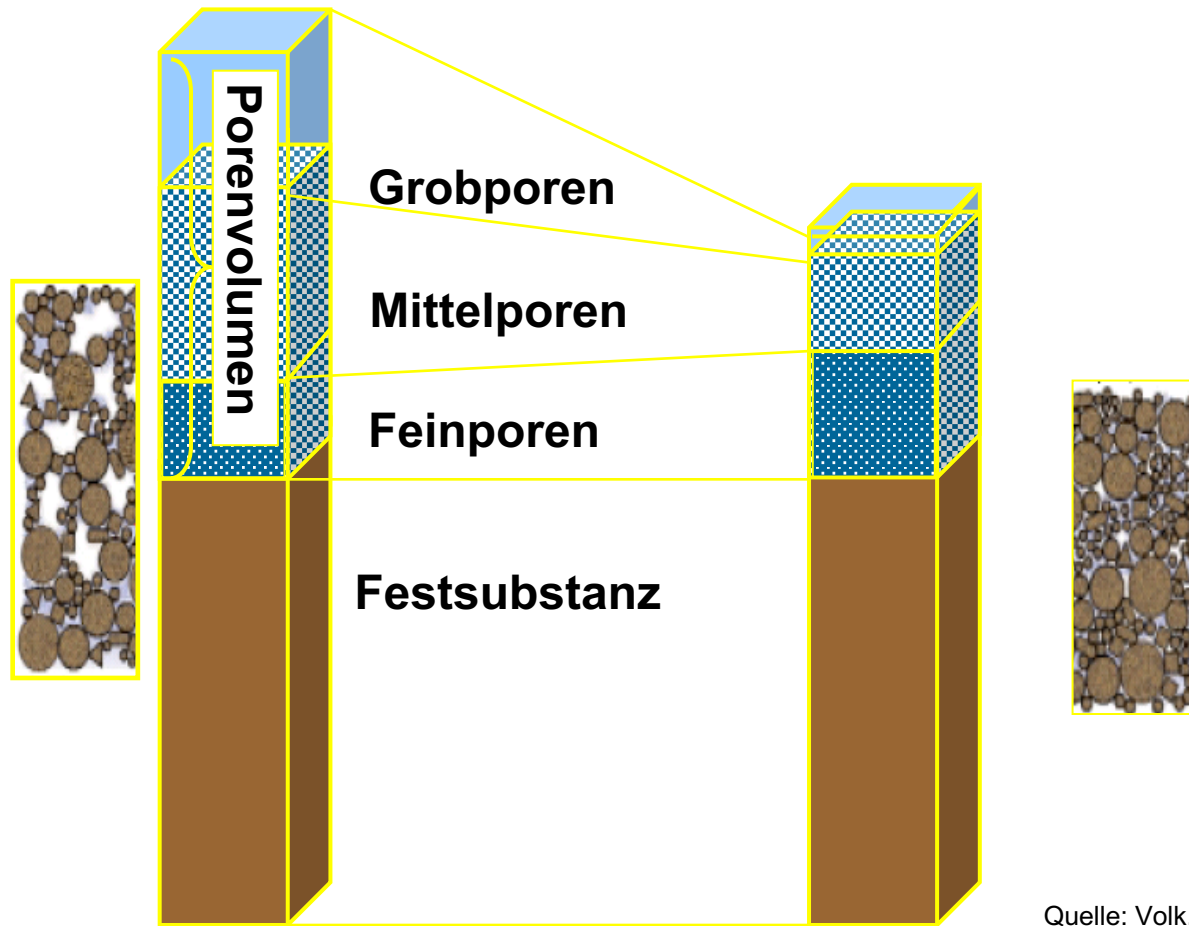 Porenvolumen
Grobporen
Mittelporen
Feinporen
Festsubstanz
Quelle: Volk